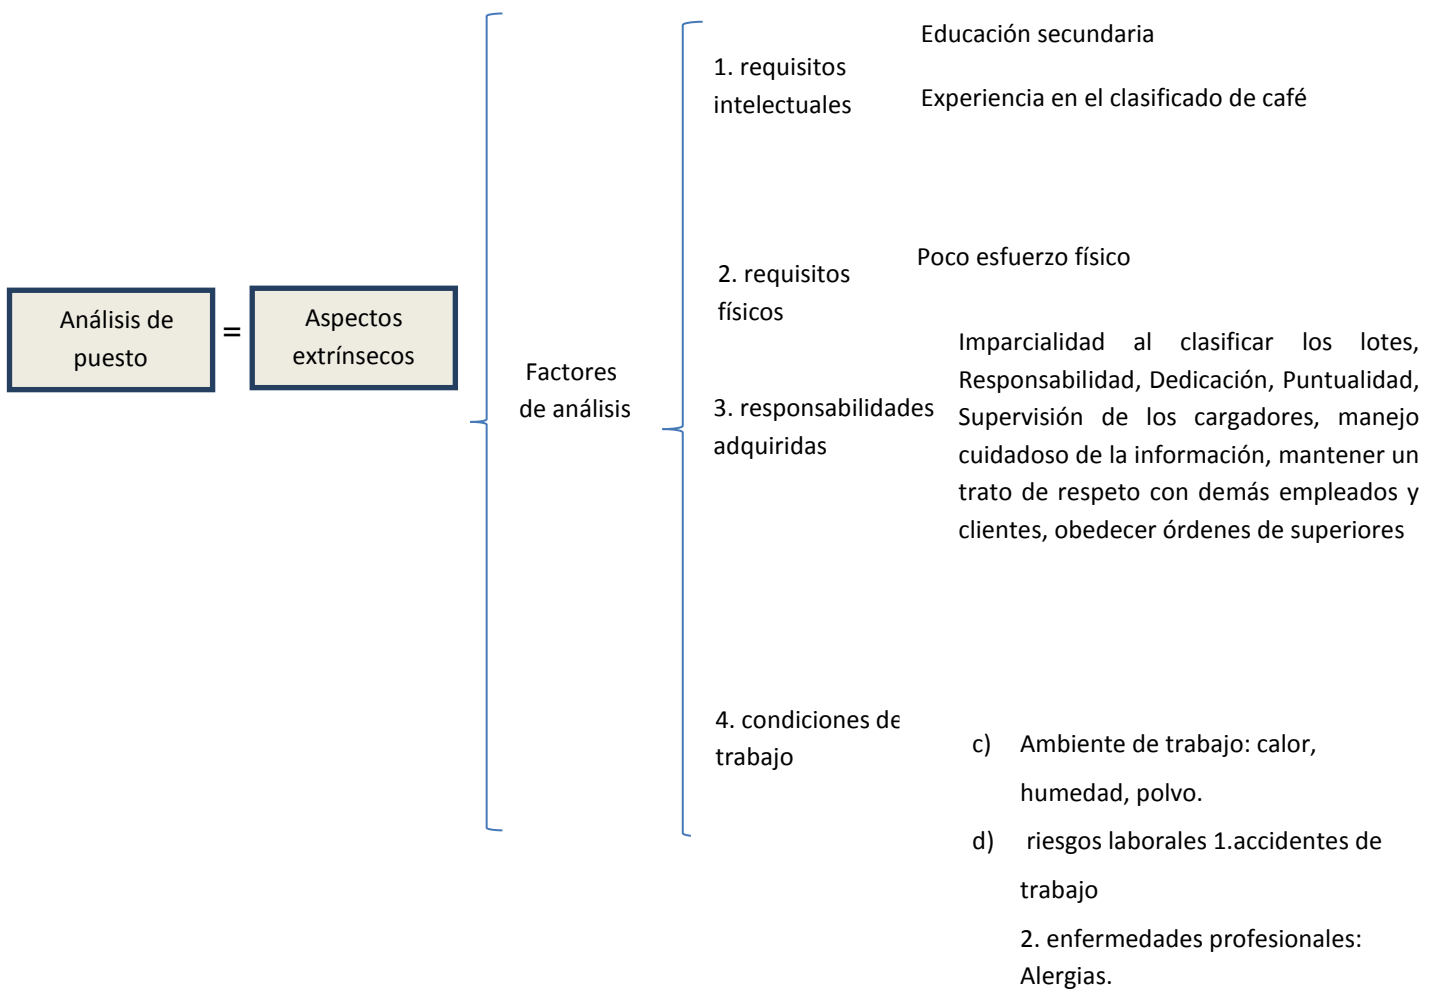 Análisis de
puesto
=
Aspectos
extrínsecos
Factores
de análisis
1. requisitos
intelectuales
Educación secundaria
Experiencia en el clasificado de café
2. requisitos
físicos
Poco esfuerzo físico
3. responsabilidades
adquiridas
Imparcialidad al clasificar los lotes,
Responsabilidad, Dedicación, Puntualidad,
Supervisión de los cargadores, manejo
cuidadoso de la información, mantener un
trato de respeto con demás empleados y
clientes, obedecer órdenes de superiores
4. condiciones de
trabajo
c) Ambiente de trabajo: calor,
humedad, polvo.
d) riesgos laborales 1.accidentes de
trabajo
2. enfermedades profesionales:
Alergias.